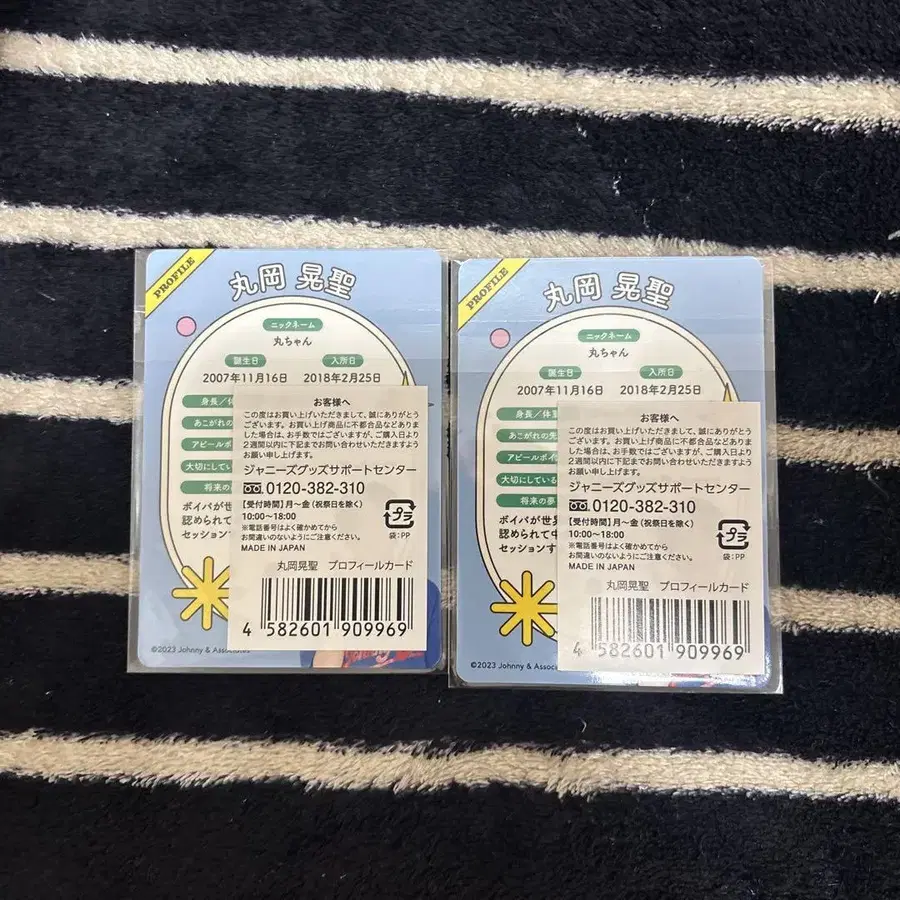 PROFILE
丸岡 晃聖
ニックネーム
丸ちゃん
誕生日 入所日
2007年11月16日 2018年2月25日
身長/体
あこがれの
アピールポ
大切にしてい
将来の夢
ボイパが世
認められて
セッション
©2023 Johnny & Associates
お客様へ
この度はお買い上げいただきまして、誠にありがとう
ございます。お買い上げ商品に不都合品などありま
した場合は、お手数ではございますが、ご購入日より
2週間以内に下記までお問い合わせいただきますよう
お願い申し上げます。
ジャニーズグッズサポートセンター
0120-382-310
【受付時間】月〜金(祝祭日を除く)
10:00〜18:00
※電話番号はよく確かめてから
お間違いのないようにご注意ください。
MADE IN JAPAN
プラ
袋:PP
丸岡晃聖 プロフィールカード
4 582601 909969
PROFILE
丸岡 晃聖
ニックネーム
丸ちゃん
誕生日 入所日
2007年11月16日 2018年2月25日
身長/体重
あこがれの先
アピールポイ
大切にしている
将来の夢
ボイパが世界
認められて
セッションす
©2023 Johnny & Assoc
お客様へ
この度はお買い上げいただきまして、誠にありがとう
ございます。お買い上げ商品に不都合品などありま
した場合は、お手数ではございますが、ご購入日より
2週間以内に下記までお問い合わせいただきますよう
お願い申し上げます。
ジャニーズグッズサポートセンター
0120-382-310
【受付時間】月〜金(祝祭日を除く)
10:00〜18:00
※電話番号はよく確かめてから
お間違いのないようにご注意ください。
MADE IN JAPAN
プラ
袋:PP
丸岡晃聖 プロフィールカード
4 582601 909969